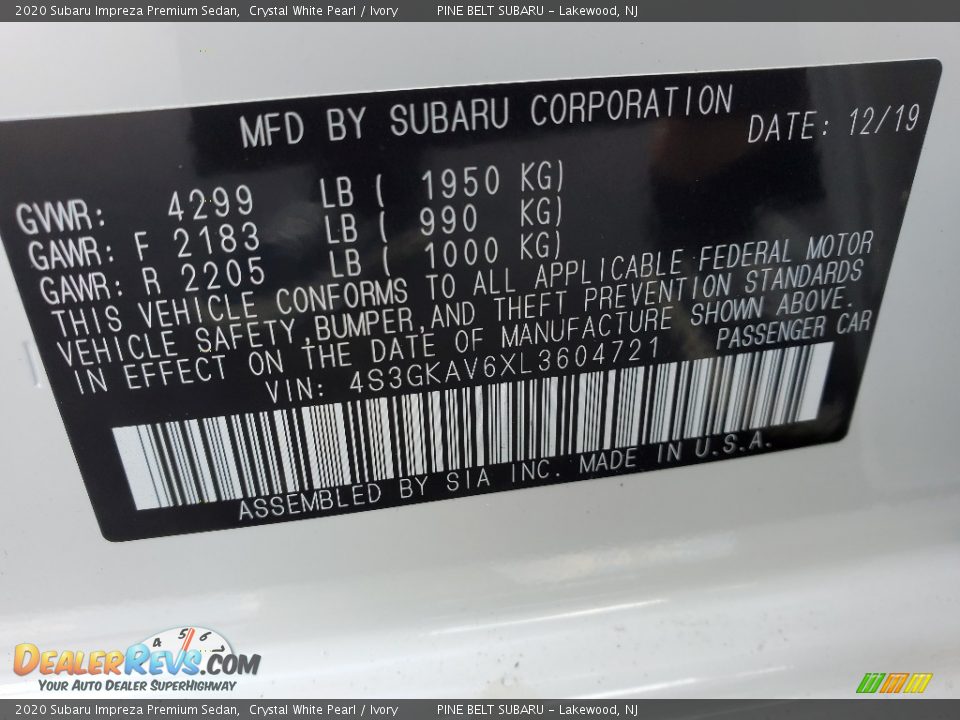 2020 Subaru Impreza Premium Sedan, Crystal White Pearl / Ivory PINE BELT SUBARU – Lakewood, NJ
MFD BY SUBARU CORPORATION DATE: 12/19
GVWR: 4299 LB ( 1950 KG)
GAWR: F 2183 LB ( 990 KG)
GAWR: R 2205 LB ( 1000 KG)
THIS VEHICLE CONFORMS TO ALL APPLICABLE FEDERAL MOTOR
VEHICLE SAFETY,BUMPER,AND THEFT PREVENTION STANDARDS
IN EFFECT ON THE DATE OF MANUFACTURE SHOWN ABOVE.
VIN: 4S3GKAV6XL3604721 PASSENGER CAR
ASSEMBLED BY SIA INC. MADE IN U.S.A.
4 5 6
DEALERREVS.COM
YOUR AUTO DEALER SUPERHIGHWAY
2020 Subaru Impreza Premium Sedan, Crystal White Pearl / Ivory PINE BELT SUBARU – Lakewood, NJ